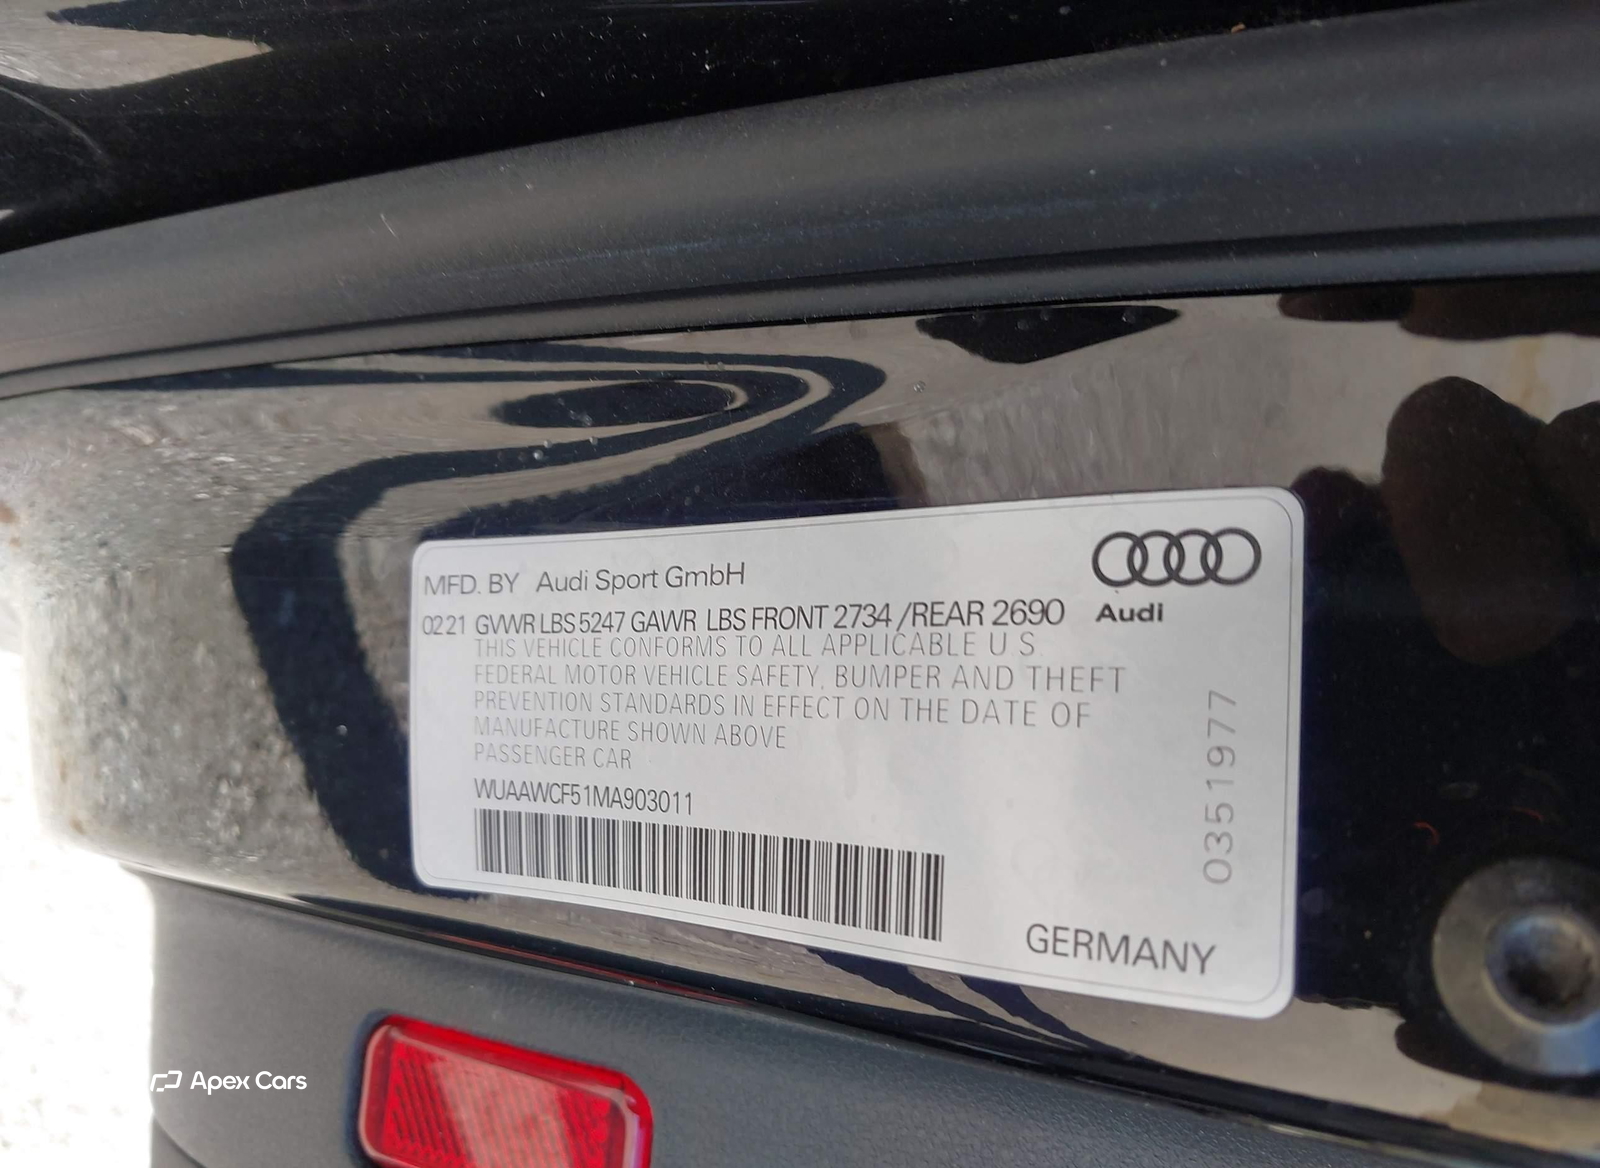 MFD. BY Audi Sport GmbH
Audi
0221 GVWR LBS 5247 GAWR LBS FRONT 2734 /REAR 2690
THIS VEHICLE CONFORMS TO ALL APPLICABLE U.S.
FEDERAL MOTOR VEHICLE SAFETY, BUMPER AND THEFT
PREVENTION STANDARDS IN EFFECT ON THE DATE OF
MANUFACTURE SHOWN ABOVE
PASSENGER CAR
WUAAWCF51MA903011
0351977
GERMANY
Apex Cars